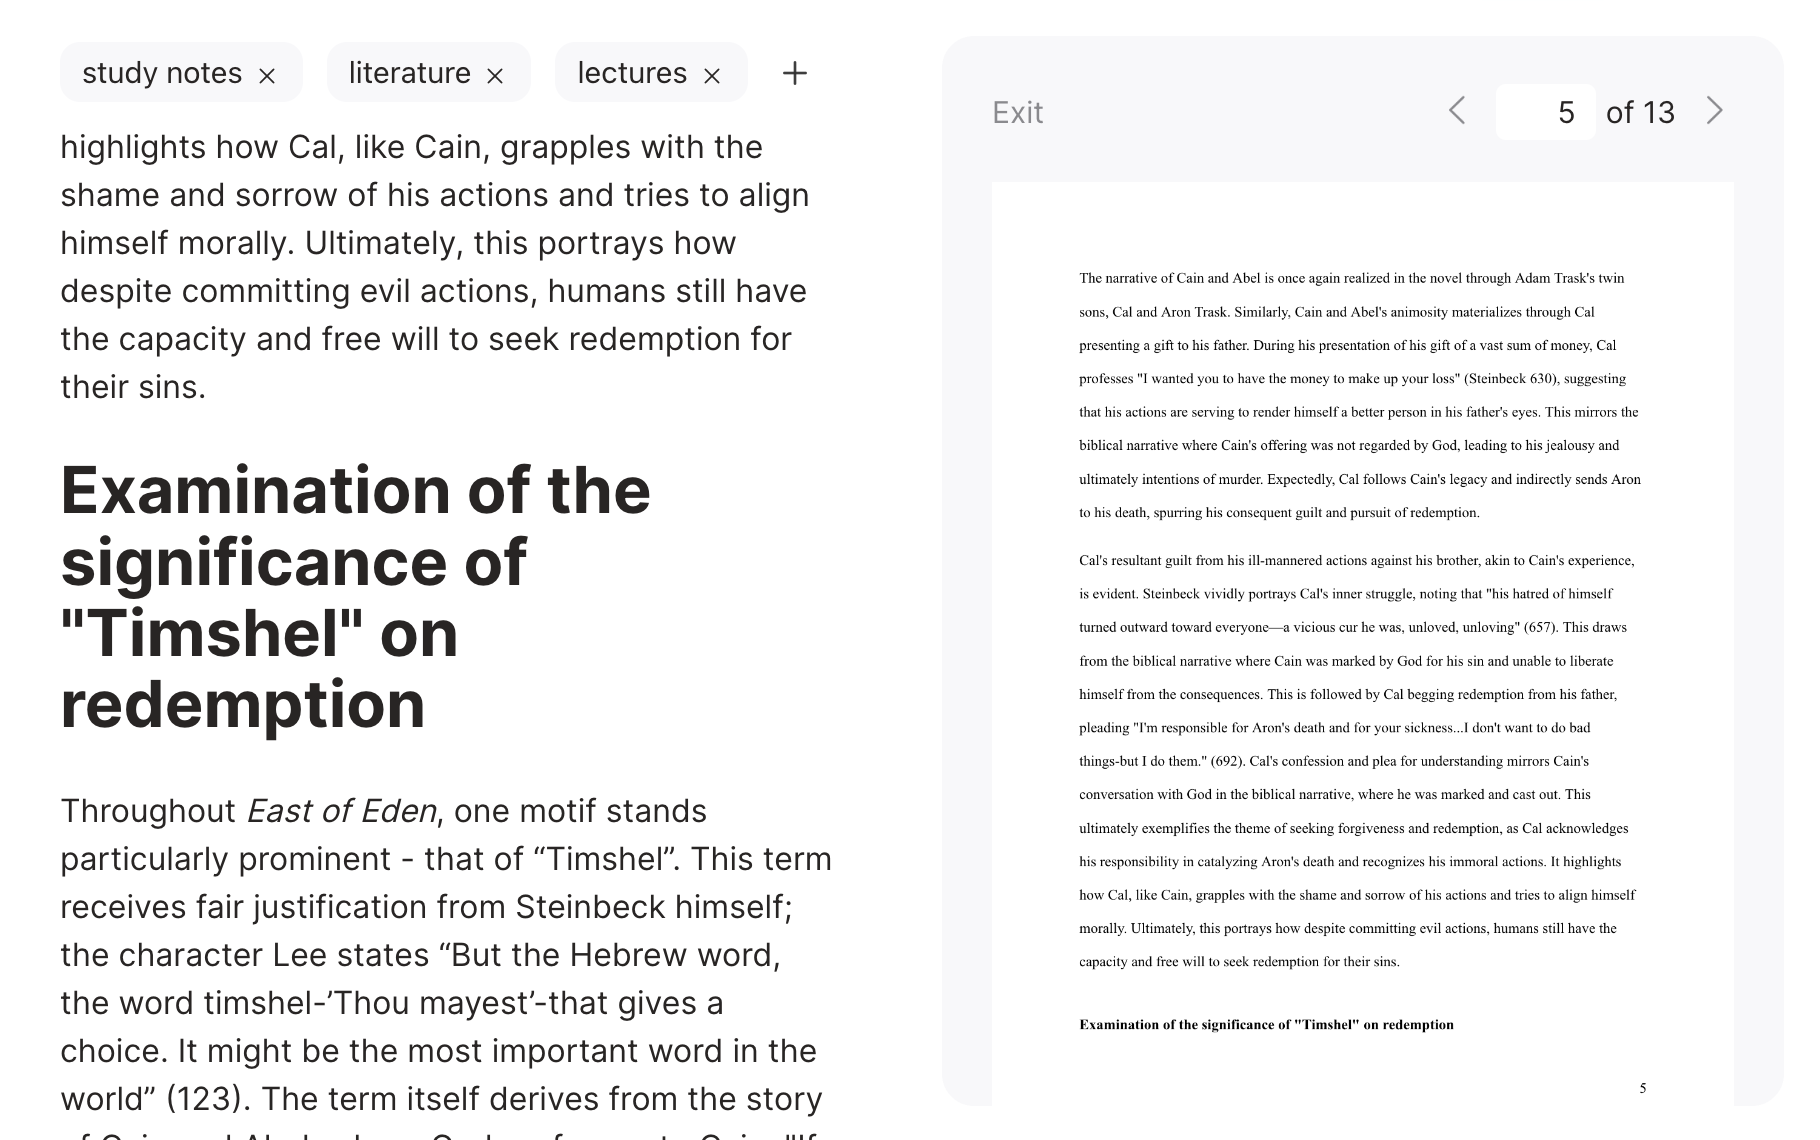 study notes ×
literature ×
lectures ×
+
highlights how Cal, like Cain, grapples with the
shame and sorrow of his actions and tries to align
himself morally. Ultimately, this portrays how
despite committing evil actions, humans still have
the capacity and free will to seek redemption for
their sins.
Examination of the
significance of
"Timshel" on
redemption
Throughout East of Eden, one motif stands
particularly prominent - that of “Timshel”. This term
receives fair justification from Steinbeck himself;
the character Lee states “But the Hebrew word,
the word timshel-’Thou mayest’-that gives a
choice. It might be the most important word in the
world” (123). The term itself derives from the story
Exit
5 of 13
The narrative of Cain and Abel is once again realized in the novel through Adam Trask's twin
sons, Cal and Aron Trask. Similarly, Cain and Abel's animosity materializes through Cal
presenting a gift to his father. During his presentation of his gift of a vast sum of money, Cal
professes "I wanted you to have the money to make up your loss" (Steinbeck 630), suggesting
that his actions are serving to render himself a better person in his father's eyes. This mirrors the
biblical narrative where Cain's offering was not regarded by God, leading to his jealousy and
ultimately intentions of murder. Expectedly, Cal follows Cain's legacy and indirectly sends Aron
to his death, spurring his consequent guilt and pursuit of redemption.
Cal's resultant guilt from his ill-mannered actions against his brother, akin to Cain's experience,
is evident. Steinbeck vividly portrays Cal's inner struggle, noting that "his hatred of himself
turned outward toward everyone—a vicious cur he was, unloved, unloving" (657). This draws
from the biblical narrative where Cain was marked by God for his sin and unable to liberate
himself from the consequences. This is followed by Cal begging redemption from his father,
pleading "I'm responsible for Aron's death and for your sickness...I don't want to do bad
things-but I do them." (692). Cal's confession and plea for understanding mirrors Cain's
conversation with God in the biblical narrative, where he was marked and cast out. This
ultimately exemplifies the theme of seeking forgiveness and redemption, as Cal acknowledges
his responsibility in catalyzing Aron's death and recognizes his immoral actions. It highlights
how Cal, like Cain, grapples with the shame and sorrow of his actions and tries to align himself
morally. Ultimately, this portrays how despite committing evil actions, humans still have the
capacity and free will to seek redemption for their sins.
Examination of the significance of "Timshel" on redemption
5